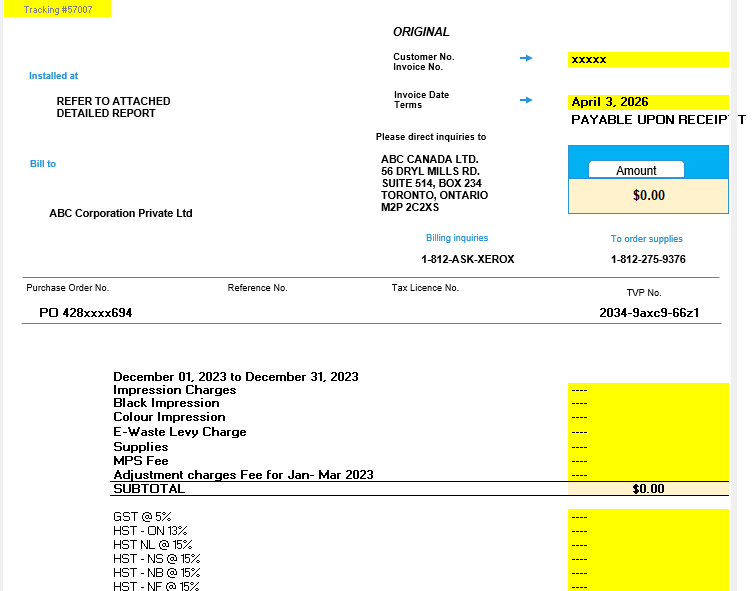 Tracking #57007
ORIGINAL
Customer No.
xxxxx
Invoice No.
Installed at
Invoice Date
April 3, 2026
Terms
PAYABLE UPON RECEIPT
REFER TO ATTACHED
DETAILED REPORT
Please direct inquiries to
Bill to
ABC CANADA LTD.
56 DRYL MILLS RD.
SUITE 514, BOX 234
TORONTO, ONTARIO
M2P 2C2XS
Amount
$0.00
ABC Corporation Private Ltd
Billing inquiries
To order supplies
1-812-ASK-XEROX
1-812-275-9376
Purchase Order No.
Reference No.
Tax Licence No.
TVP No.
PO 428xxxx694
2034-9axc9-66z1
December 01, 2023 to December 31, 2023
Impression Charges ----
Black Impression ----
Colour Impression ----
E-Waste Levy Charge ----
Supplies ----
MPS Fee ----
Adjustment charges Fee for Jan- Mar 2023 ----
SUBTOTAL $0.00
GST @ 5% ----
HST - ON 13% ----
HST NL @ 15% ----
HST - NS @ 15% ----
HST - NB @ 15% ----
HST - NF @ 15% ----